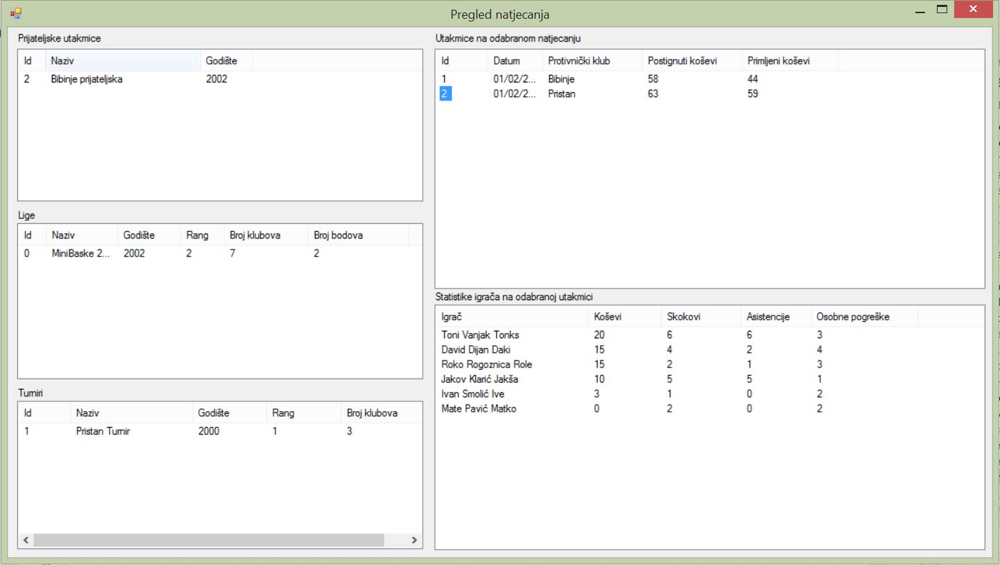 Pregled natjecanja
Prijateljske utakmice
Id Naziv Godište
2 Bibinje prijateljska 2002
Lige
Id Naziv Godište Rang Broj klubova Broj bodova
0 MiniBaske 2... 2002 2 7 2
Turniri
Id Naziv Godište Rang Broj klubova
1 Pristan Turnir 2000 1 3
Utakmice na odabranom natjecanju
Id Datum Protivnički klub Postignuti koševi Primljeni koševi
1 01/02/2... Bibinje 58 44
2 01/02/2... Pristan 63 59
Statistike igrača na odabranoj utakmici
Igrač Koševi Skokovi Asistencije Osobne pogreške
Toni Vanjak Tonks 20 6 6 3
David Dijan Daki 15 4 2 4
Roko Rogoznica Role 15 2 1 3
Jakov Klarić Jakša 10 5 5 1
Ivan Smolić Ive 3 1 0 2
Mate Pavić Matko 0 2 0 2